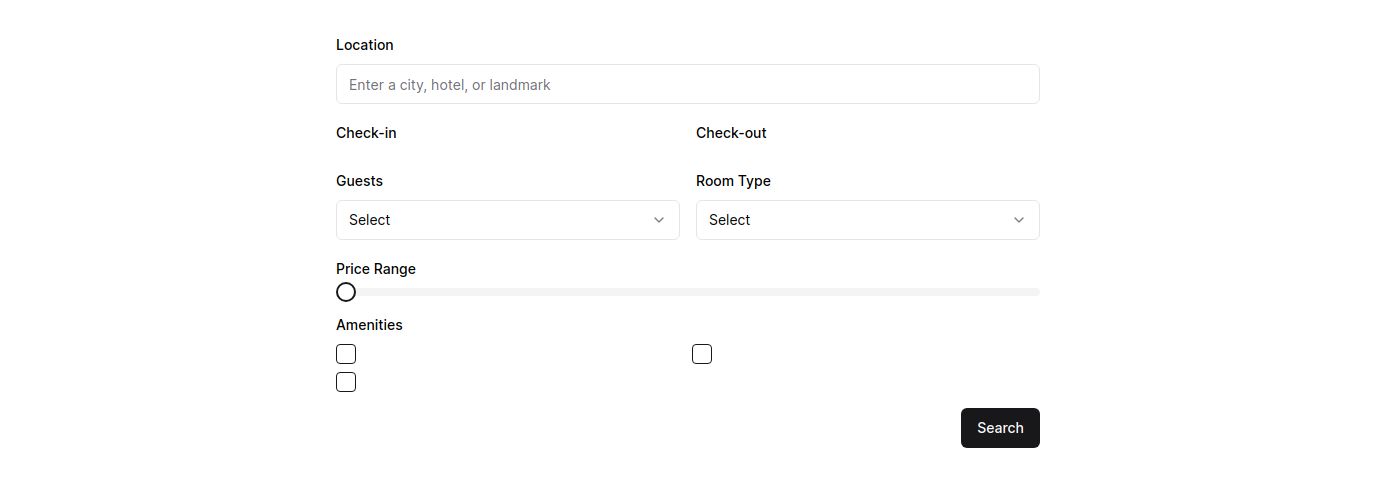 Location
Enter a city, hotel, or landmark
Check-in Check-out
Guests Room Type
Select Select
Price Range
Amenities
Search